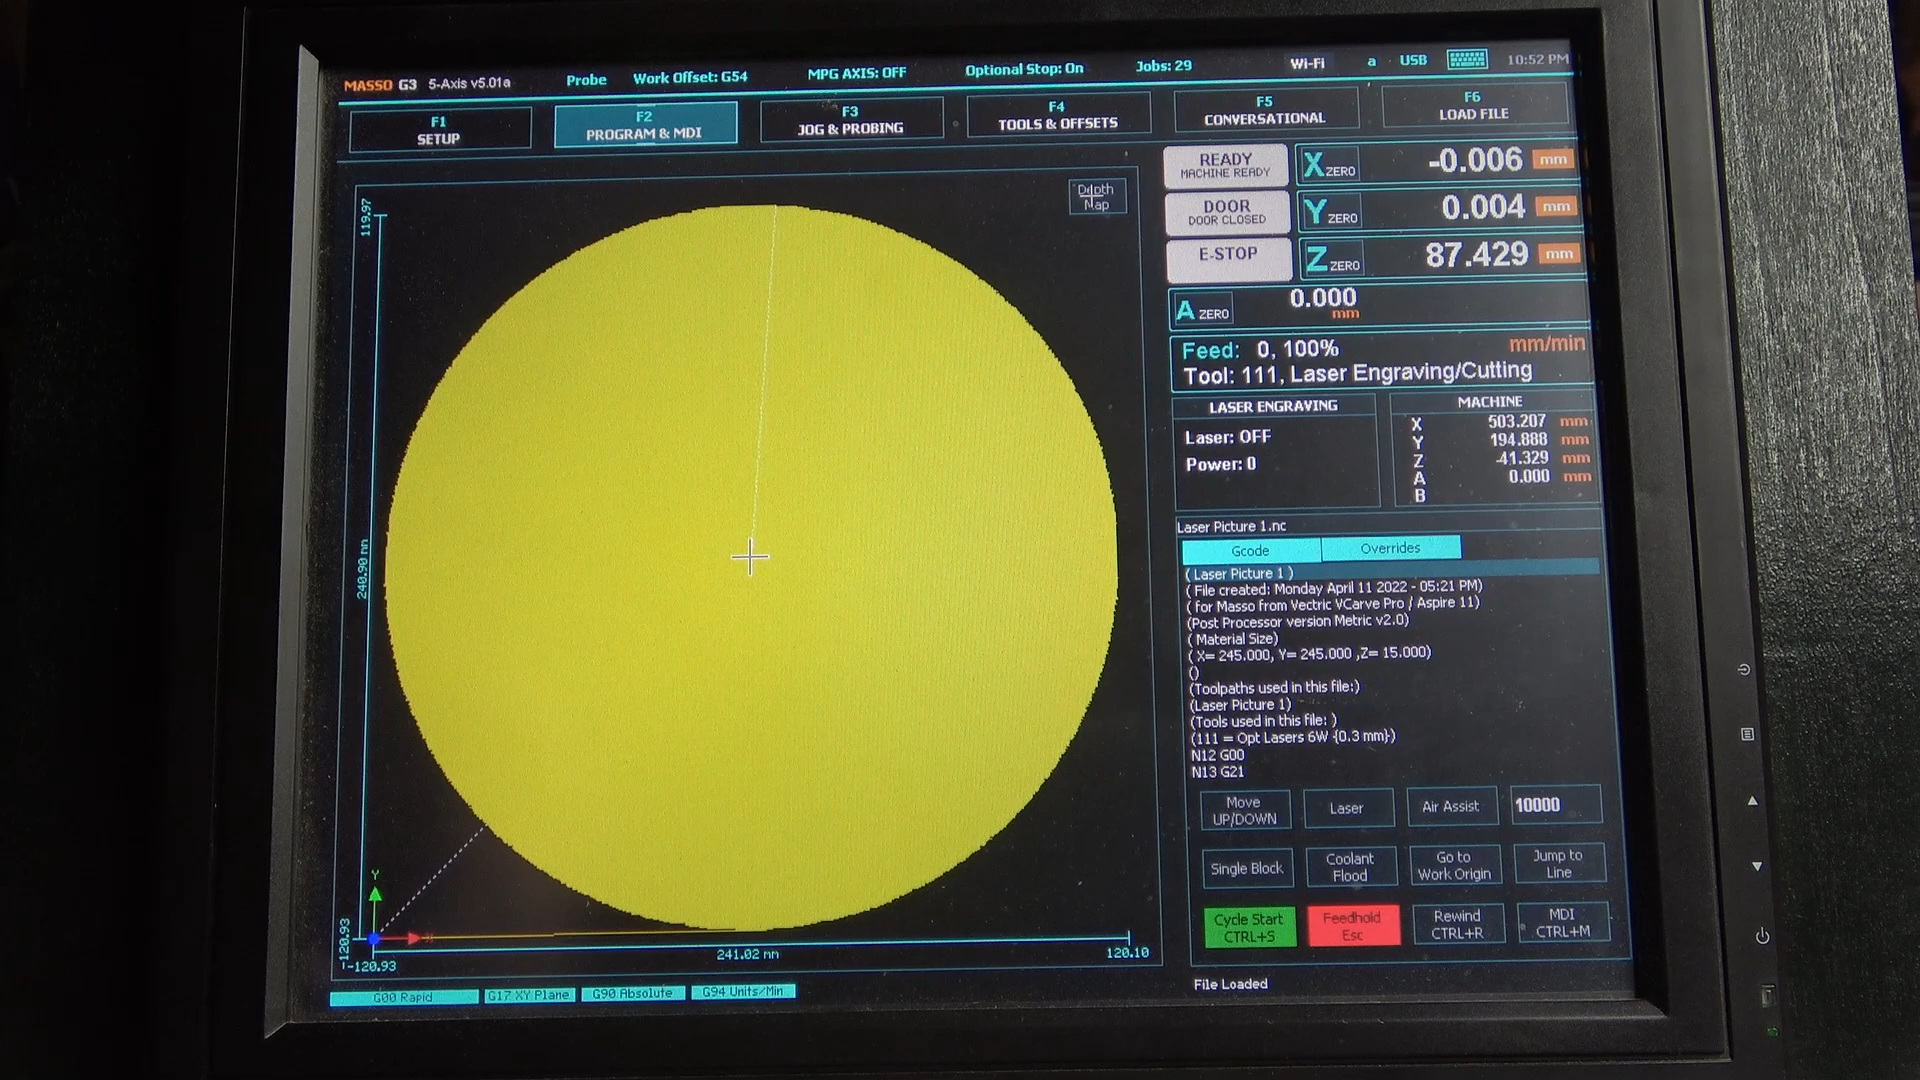 MASSO G3 5-Axis v5.01a
Probe
Work Offset: G54
MPG AXIS: OFF
Optional Stop: On
Jobs: 29
Wi-Fi
a
USB
10:52 PM
F1
SETUP
F2
PROGRAM & MDI
F3
JOG & PROBING
F4
TOOLS & OFFSETS
F5
CONVERSATIONAL
F6
LOAD FILE
Depth
Map
119.97
240.90 mm
-120.93
Y
-120.93
241.02 mm
120.10
G00 Rapid
G17 XY Plane
G90 Absolute
G94 Units/Min
READY
MACHINE READY
DOOR
DOOR CLOSED
E-STOP
X ZERO -0.006 mm
Y ZERO 0.004 mm
Z ZERO 87.429 mm
A ZERO 0.000 mm
Feed: 0, 100% mm/min
Tool: 111, Laser Engraving/Cutting
LASER ENGRAVING
Laser: OFF
Power: 0
MACHINE
X 503.207 mm
Y 194.888 mm
Z -41.329 mm
A 0.000 mm
B
Laser Picture 1.nc
Gcode
Overrides
( Laser Picture 1 )
( File created: Monday April 11 2022 - 05:21 PM)
( for Masso from Vectric VCarve Pro / Aspire 11)
(Post Processor version Metric v2.0)
( Material Size)
( X= 245.000, Y= 245.000 ,Z= 15.000)
()
(Toolpaths used in this file:)
(Laser Picture 1)
(Tools used in this file: )
(111 = Opt Lasers 6W {0.3 mm})
N12 G00
N13 G21
Move
UP/DOWN
Laser
Air Assist
10000
Single Block
Coolant
Flood
Go to
Work Origin
Jump to
Line
Cycle Start
CTRL+S
Feedhold
Esc
Rewind
CTRL+R
MDI
CTRL+M
File Loaded